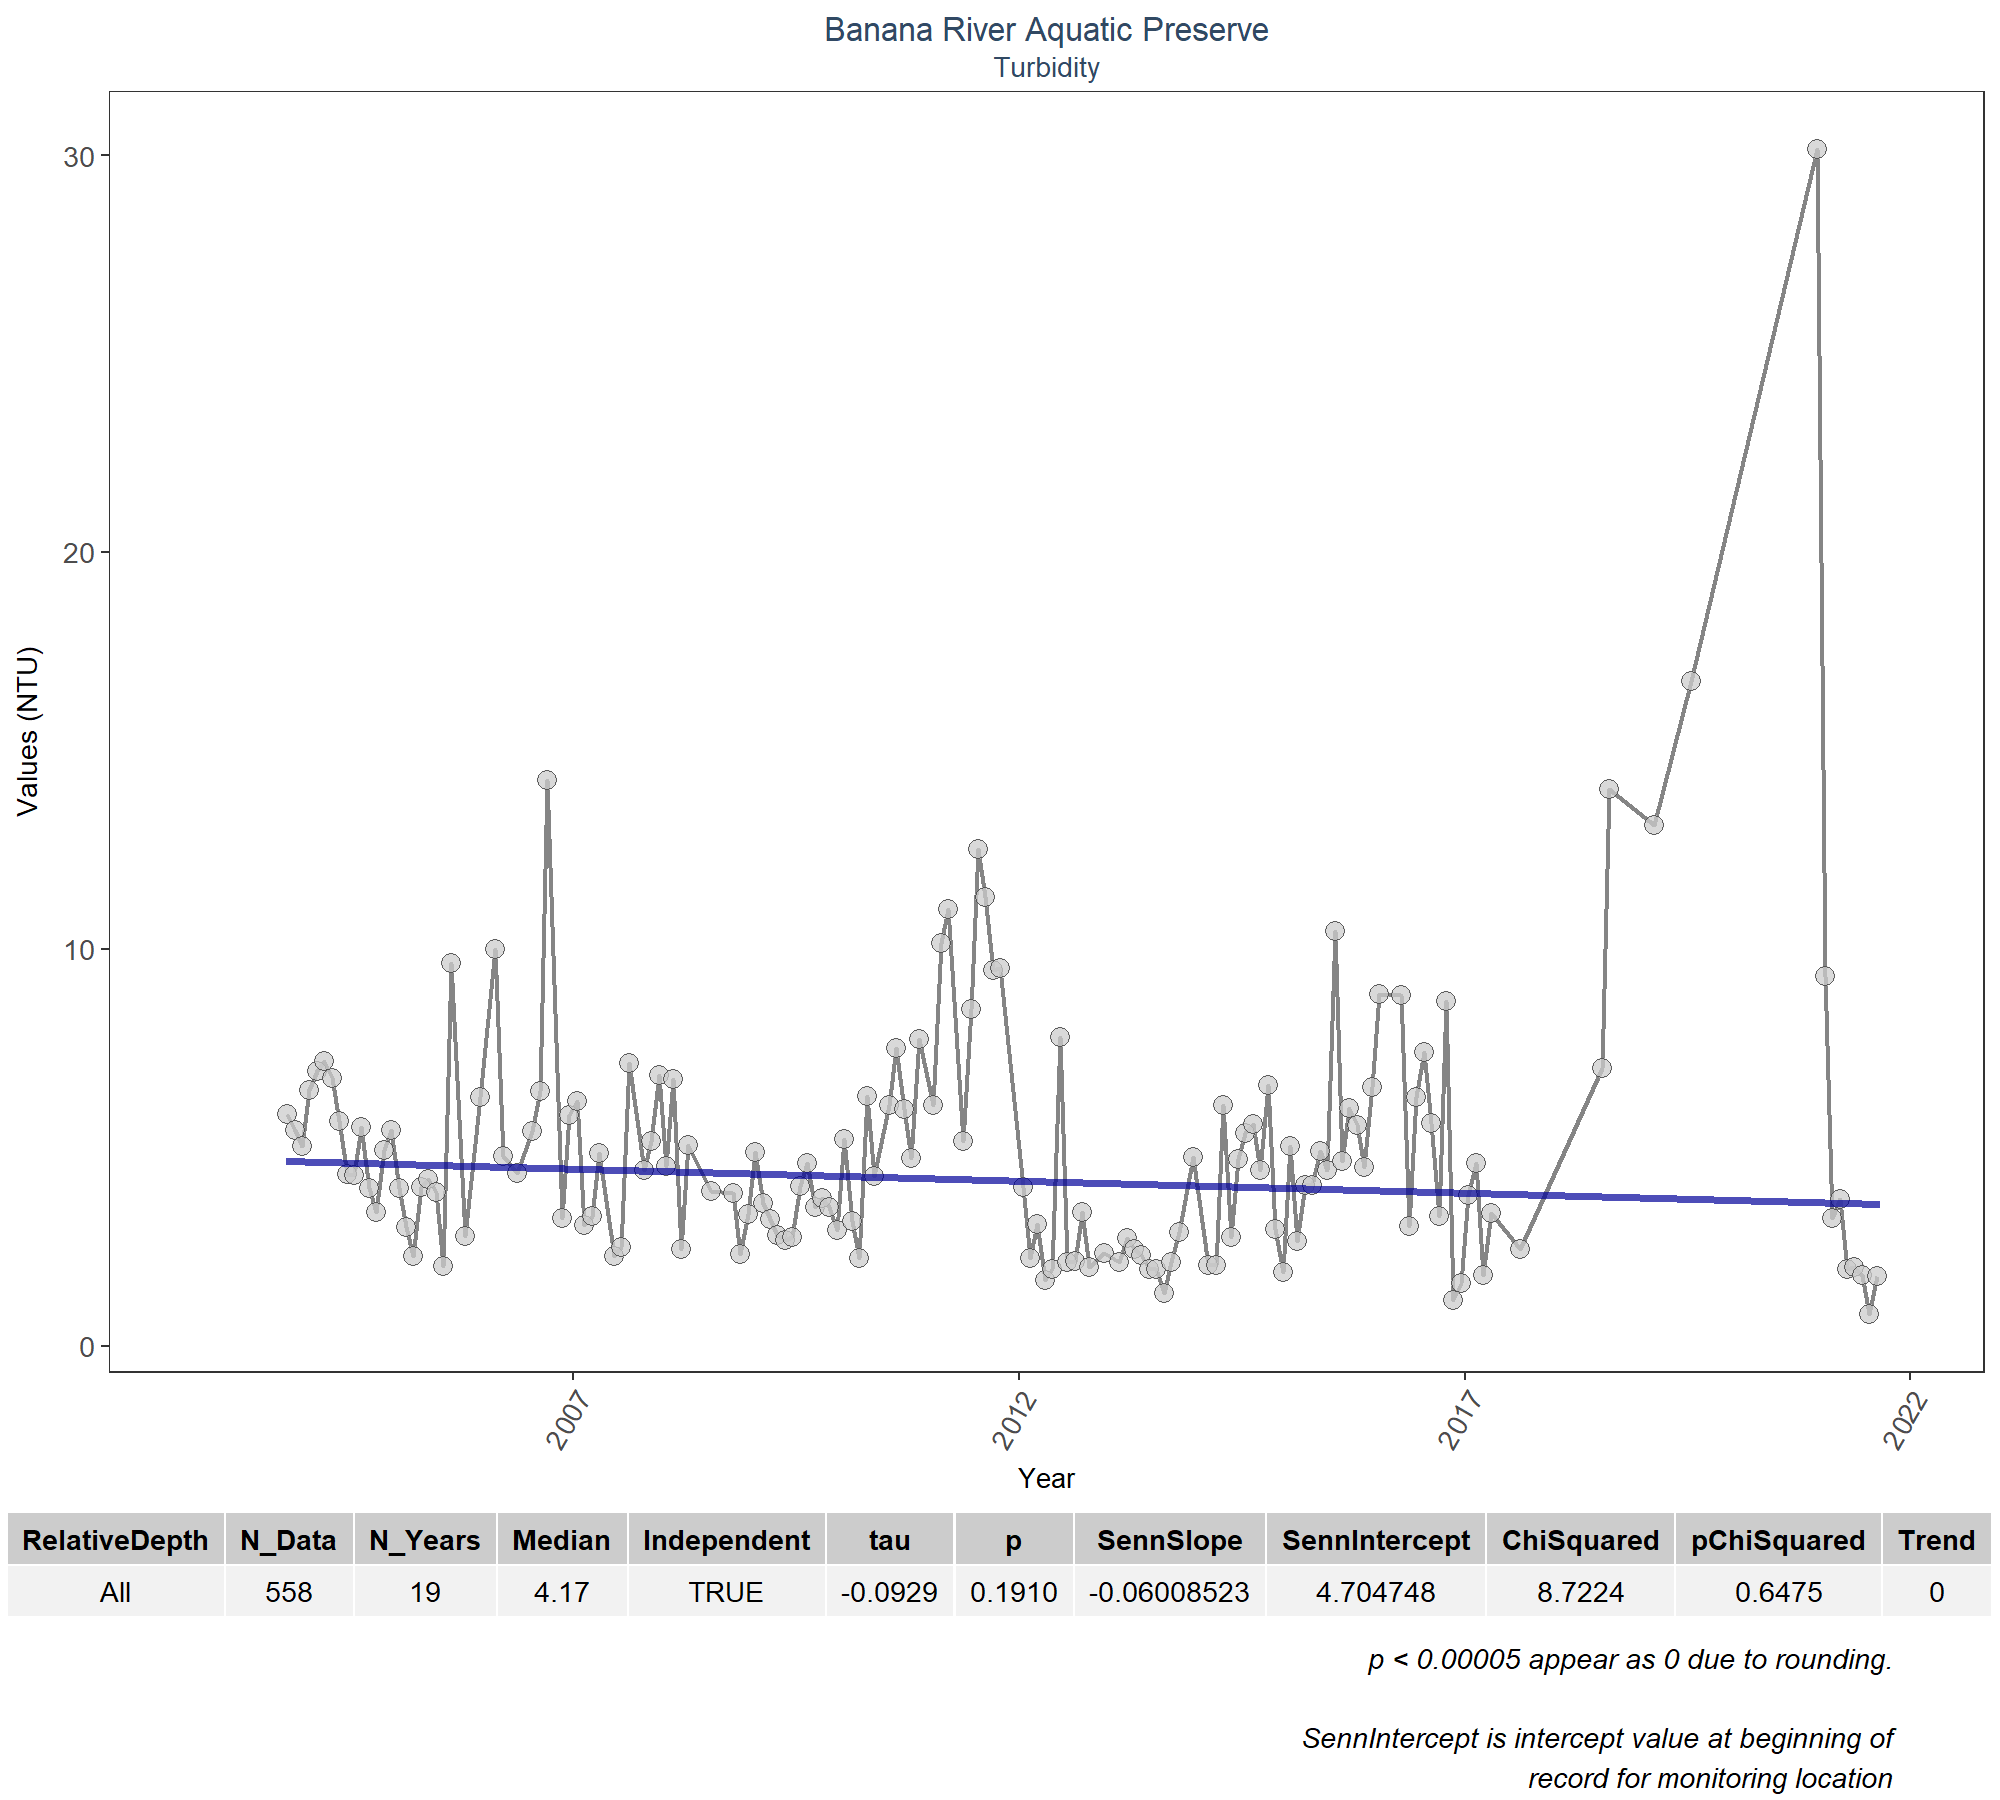 Banana River Aquatic Preserve
Turbidity
30
20
10
0
Values (NTU)
2007
2012
2017
2022
Year
RelativeDepth N_Data N_Years Median Independent tau p SennSlope SennIntercept ChiSquared pChiSquared Trend
All 558 19 4.17 TRUE -0.0929 0.1910 -0.06008523 4.704748 8.7224 0.6475 0
p < 0.00005 appear as 0 due to rounding.
SennIntercept is intercept value at beginning of
record for monitoring location